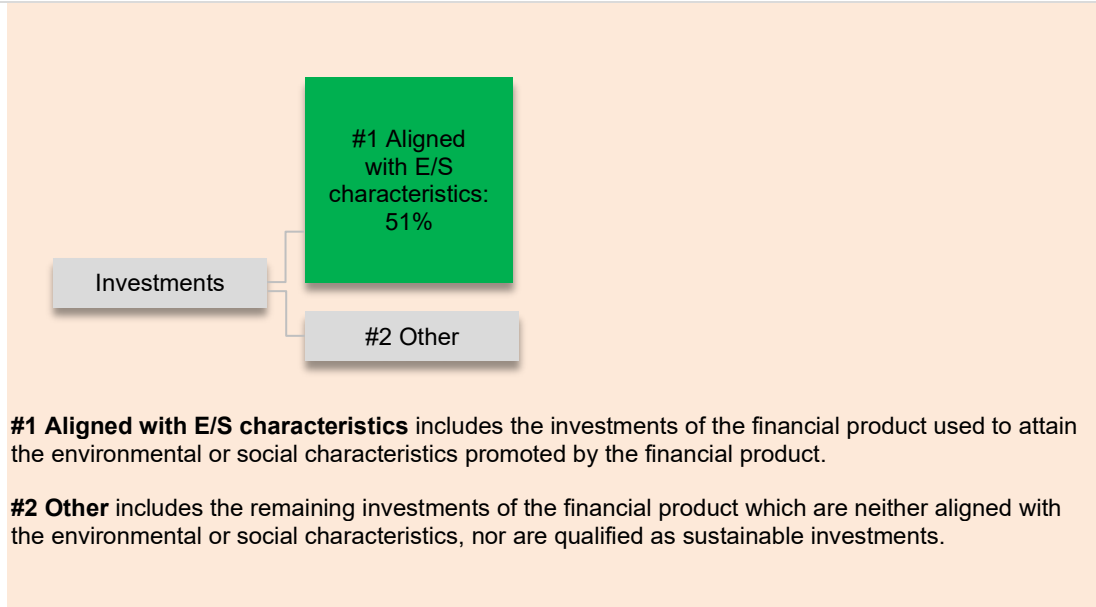 #1 Aligned
with E/S
characteristics:
51%
Investments
#2 Other
#1 Aligned with E/S characteristics includes the investments of the financial product used to attain
the environmental or social characteristics promoted by the financial product.
#2 Other includes the remaining investments of the financial product which are neither aligned with
the environmental or social characteristics, nor are qualified as sustainable investments.